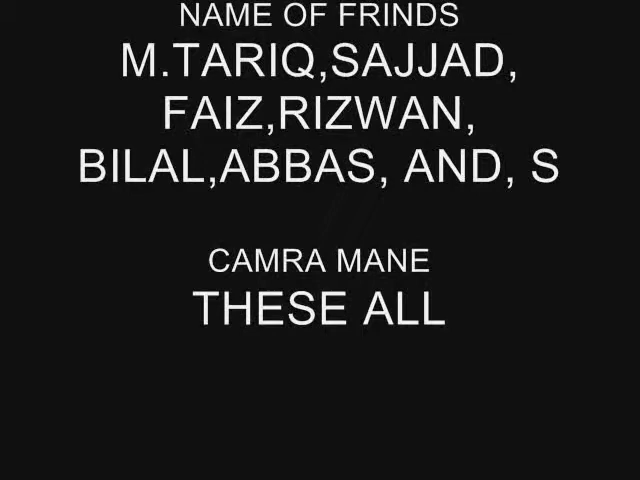 NAME OF FRINDS
M.TARIQ,SAJJAD,
FAIZ,RIZWAN,
BILAL,ABBAS, AND, S
CAMRA MANE
THESE ALL